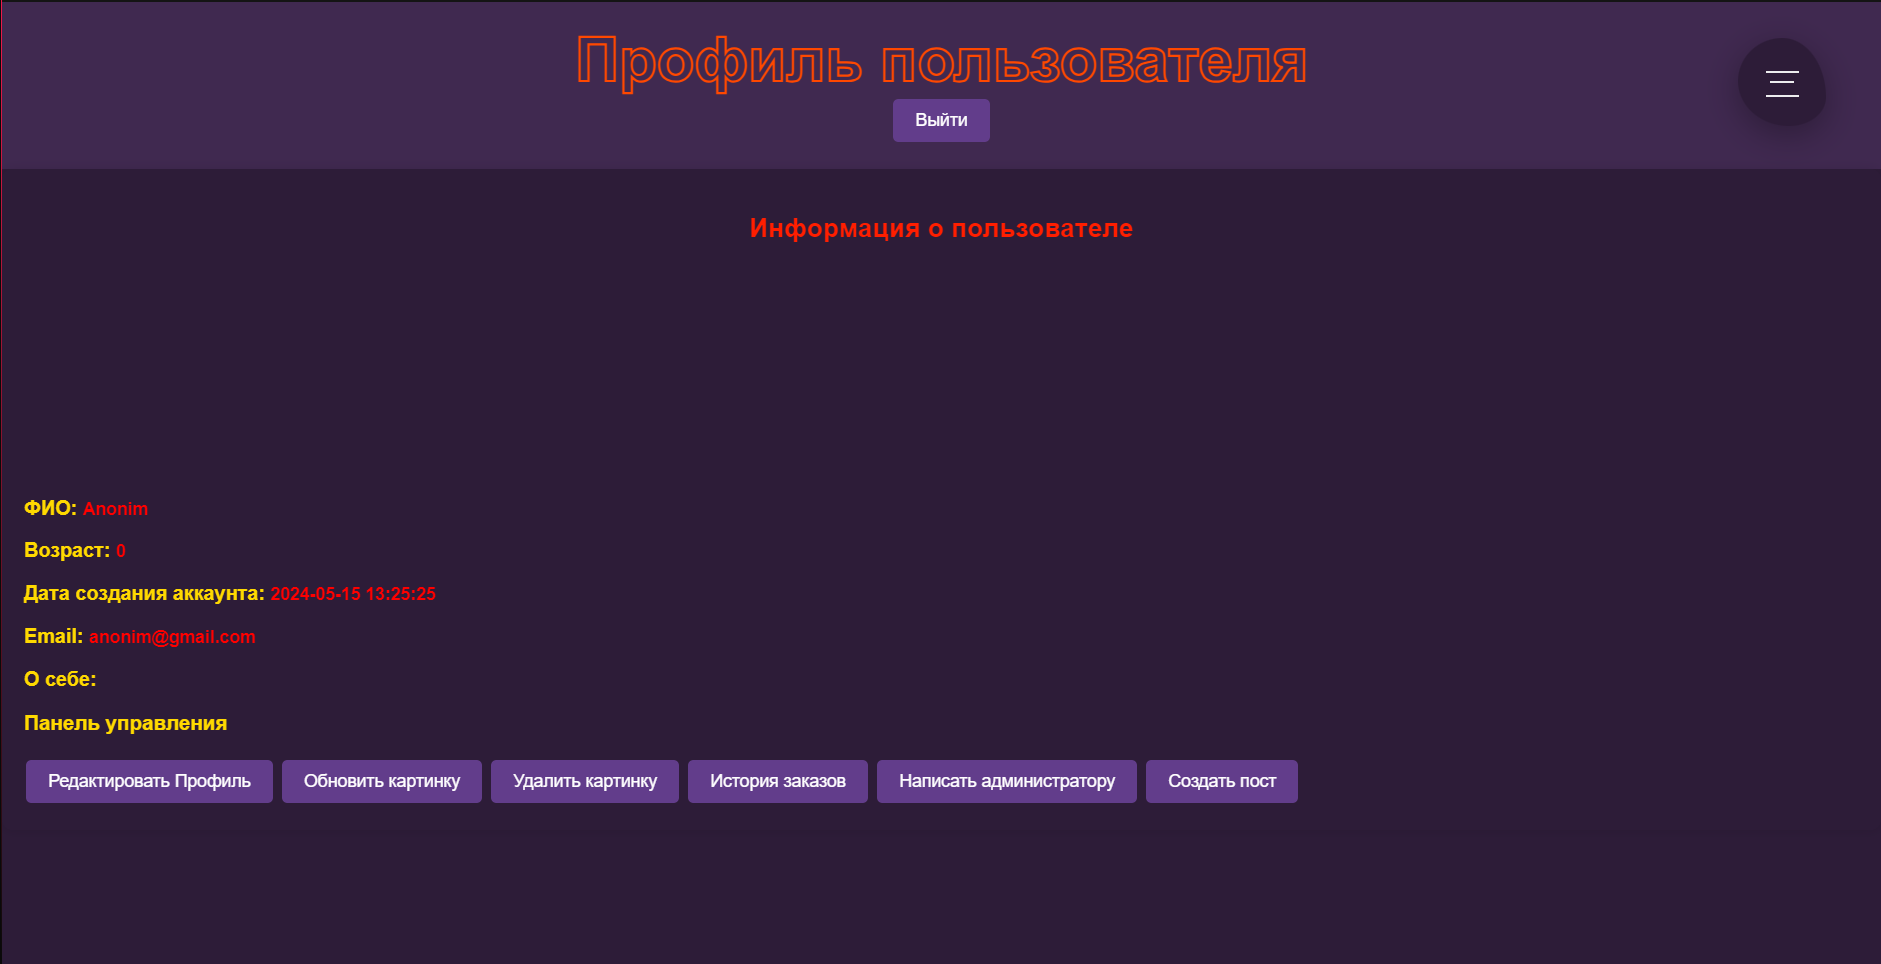 Профиль пользователя
Выйти
Информация о пользователе
ФИО: Anonim
Возраст: 0
Дата создания аккаунта: 2024-05-15 13:25:25
Email: anonim@gmail.com
О себе:
Панель управления
Редактировать Профиль Обновить картинку Удалить картинку История заказов Написать администратору Создать пост